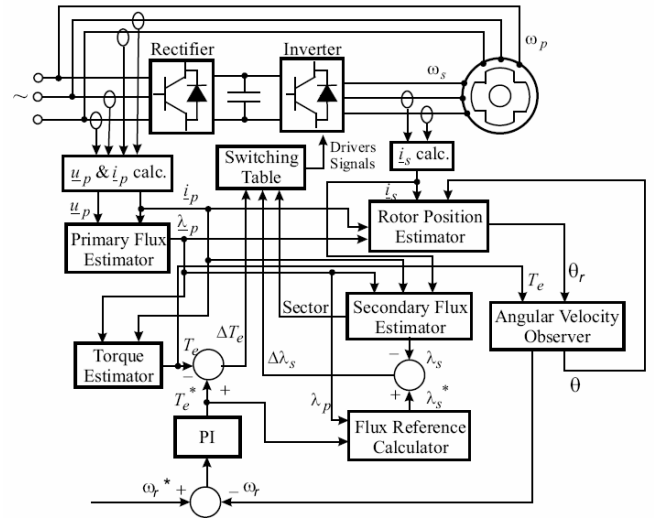 ω_p
Rectifier
Inverter
ω_s
~
Drivers
Signals
Switching
Table
i_s calc.
u_p & i_p calc.
i_p
i_s
u_p
λ_p
Primary Flux
Estimator
Rotor Position
Estimator
T_e
θ_r
Sector
Secondary Flux
Estimator
Angular Velocity
Observer
ΔT_e
T_e
Torque
Estimator
−
+
Δλ_s
−
λ_s
θ
T_e*
λ_p
+
λ_s*
PI
Flux Reference
Calculator
ω_r* +
− ω_r